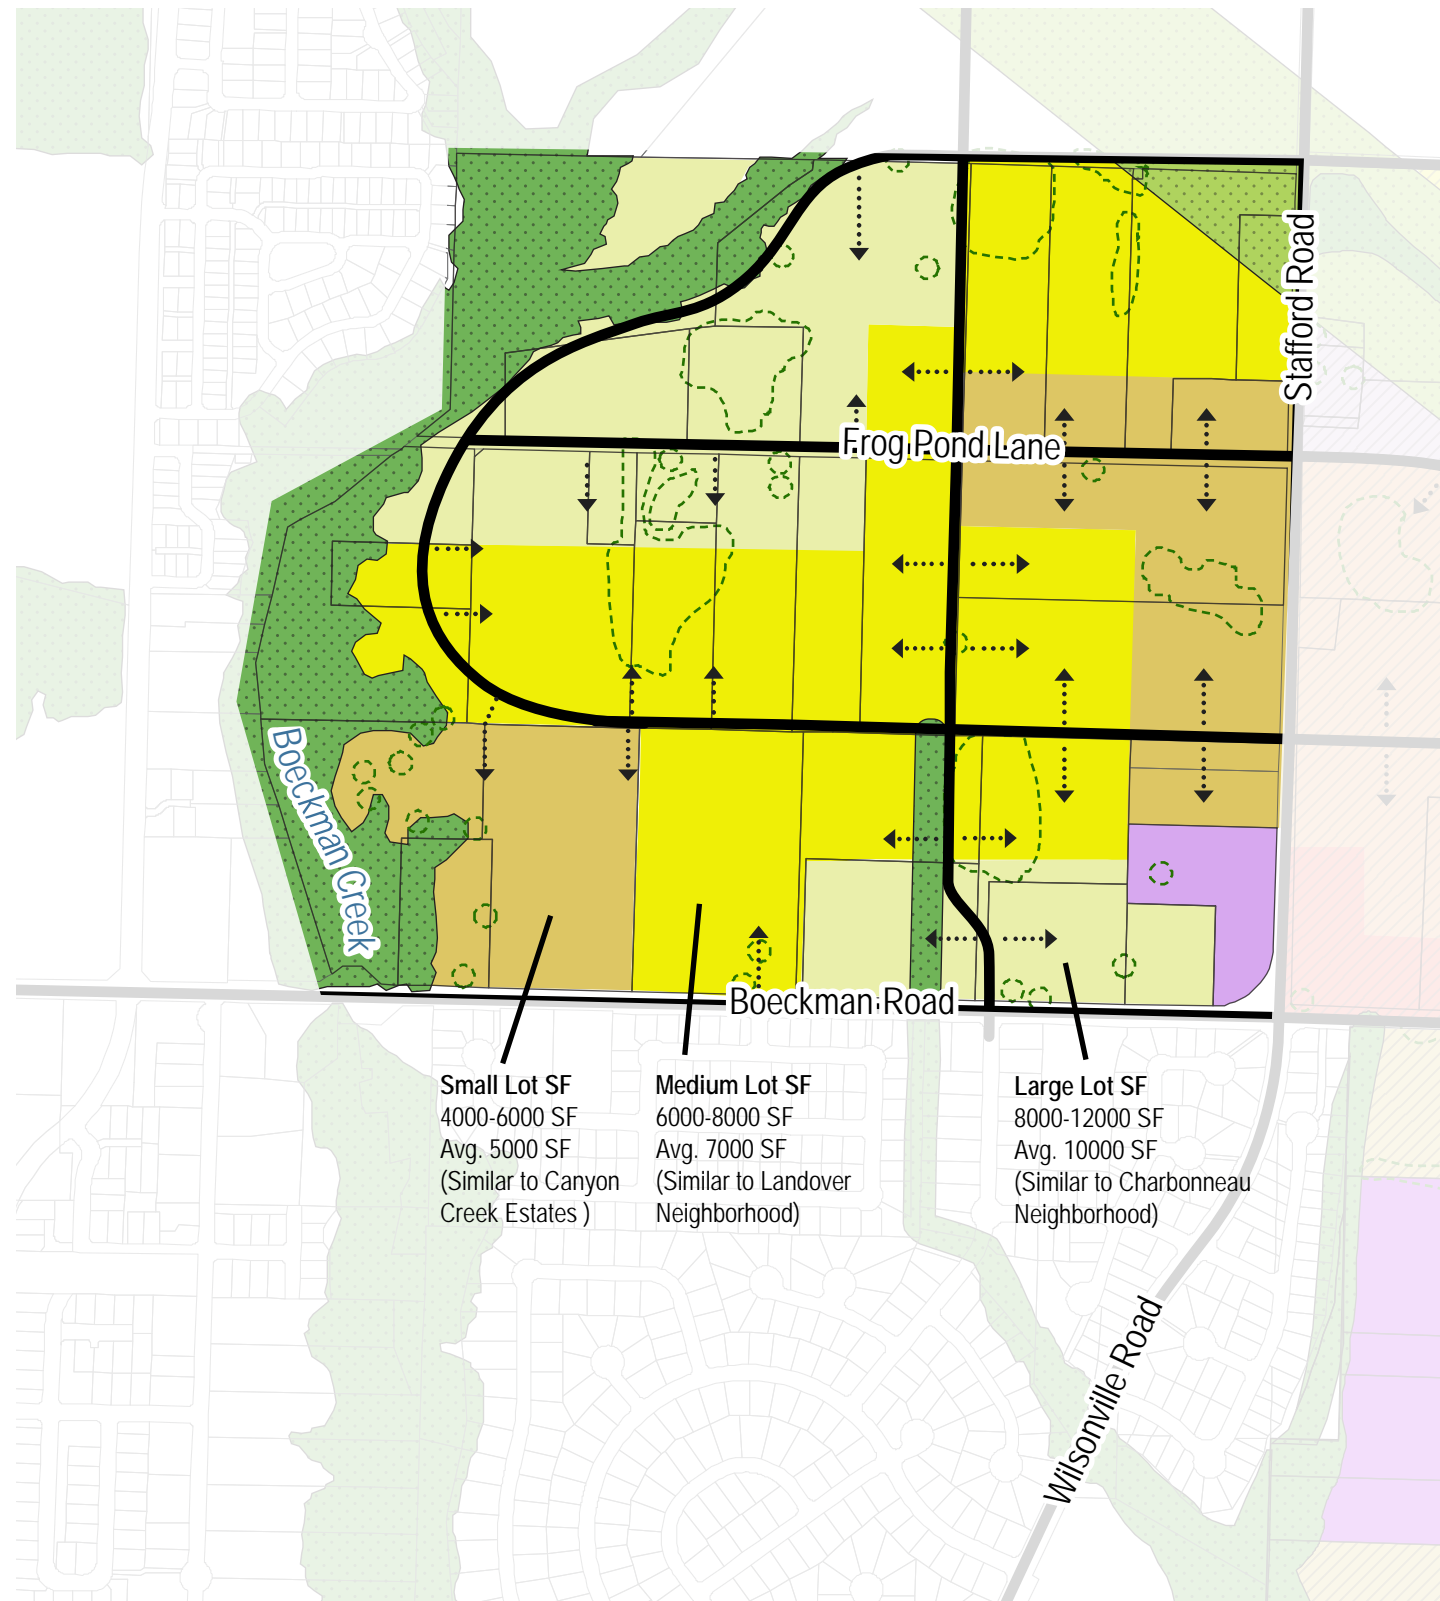 Stafford Road
Frog Pond Lane
Boeckman Creek
Boeckman Road
Small Lot SF
4000-6000 SF
Avg. 5000 SF
(Similar to Canyon
Creek Estates )
Medium Lot SF
6000-8000 SF
Avg. 7000 SF
(Similar to Landover
Neighborhood)
Large Lot SF
8000-12000 SF
Avg. 10000 SF
(Similar to Charbonneau
Neighborhood)
Wilsonville Road